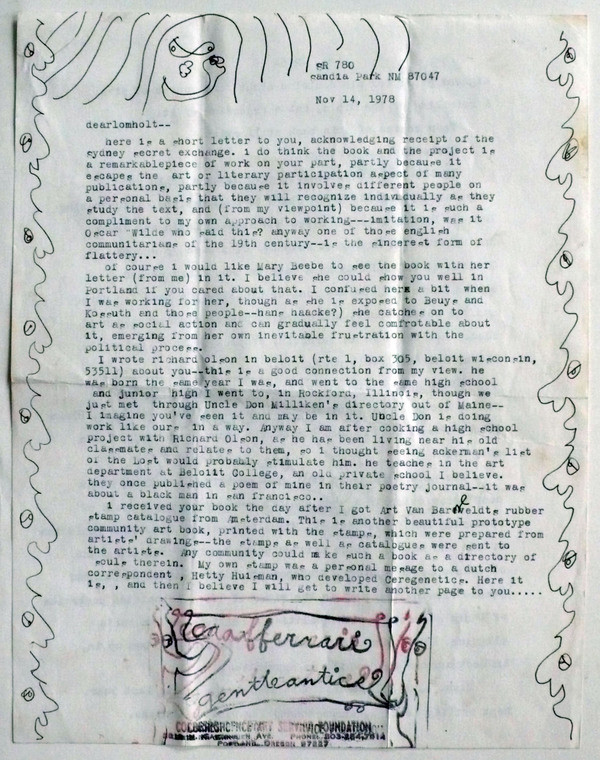 SR 780
sandia Park NM 87047
Nov 14, 1978
dearlomholt--
here is a short letter to you, acknowledging receipt of the
sydney secret exchange. i do think the book and the project is
a remarkablepiece of work on your part, partly because it
escapes the art or literary participation aspect of many
publications, partly because it involves different people on
a personal basis that they will recognize individually as they
study the text, and (from my viewpoint) because it is such a
compliment to my own approach to working---imitation, was it
Oscar "Wilde who said this? anyway one of those english
communitarians of the 19th century--is the sincerest form of
flattery...
of course i would like Mary Beebe to see the book with her
letter (from me) in it. I believe she could show you well in
Portland if you cared about that. I confused hers a bit when
I was working for her, though as she is exposed to Beuys and
Kosuth and those people--hans haacke?) she catches on to
art as social action and can gradually feel comfrotable about
it, emerging from her own inevitable frustration with the
political process.
I wrote richard olson in beloit (rte 1, box 305, beloit wisconsin,
53511) about you--this is a good connection from my view. he
was born the same year I was, and went to the same high school
and junior high I went to, in Rockford, Illinois, though we
just met through Uncle Don Milliken's directory out of Maine--
i imagine you've seen it and may be in it. Uncle Don is doing
work like ours in a way. Anyway I am after cooking a high school
project with Richard Olson, as he has been living near his old
classmates and relates to them, so i thought seeing ackerman's list
of the Lost would probably stimulate him. he teaches in the art
department at Beloit College, an old private school I believe.
they once published a poem of mine in their poetry journal--it was
about a black man in san francisco..
i received your book the day after I got Art Van Barneveldts rubber
stamp catalogue from Amsterdam. This is another beautiful prototype
community art book, printed with the stamps, which were prepared from
artists' drawings--the stamps as well as catalogues were sent to
the artists. Any community could make such a book as a directory of
souls therein. My own stamp was a personal message to a dutch
correspondent , Hetty Huisman, who developed Ceregenetics. Here it
is, , and then I believe I will get to write another page to you.....
ferrari
gentleantics
FOUNDATION
Ave. Phone: 503-284-7014
Portland, Oregon 97227